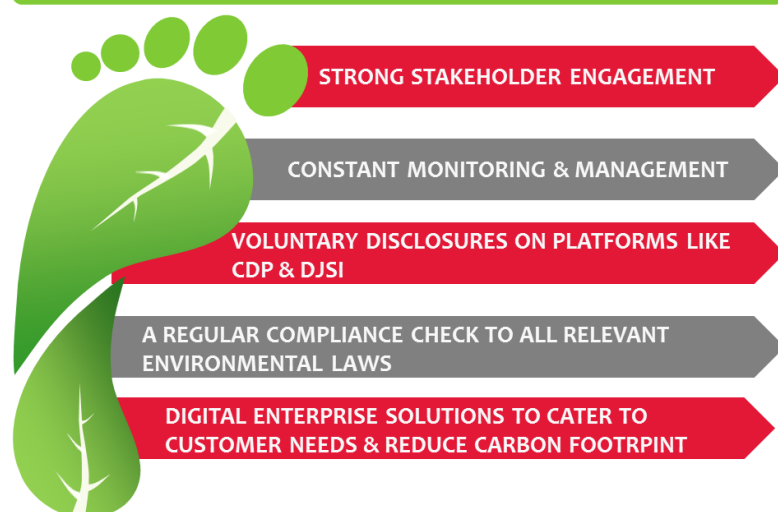 STRONG STAKEHOLDER ENGAGEMENT
CONSTANT MONITORING & MANAGEMENT
VOLUNTARY DISCLOSURES ON PLATFORMS LIKE
CDP & DJSI
A REGULAR COMPLIANCE CHECK TO ALL RELEVANT
ENVIRONMENTAL LAWS
DIGITAL ENTERPRISE SOLUTIONS TO CATER TO
CUSTOMER NEEDS & REDUCE CARBON FOOTRPINT